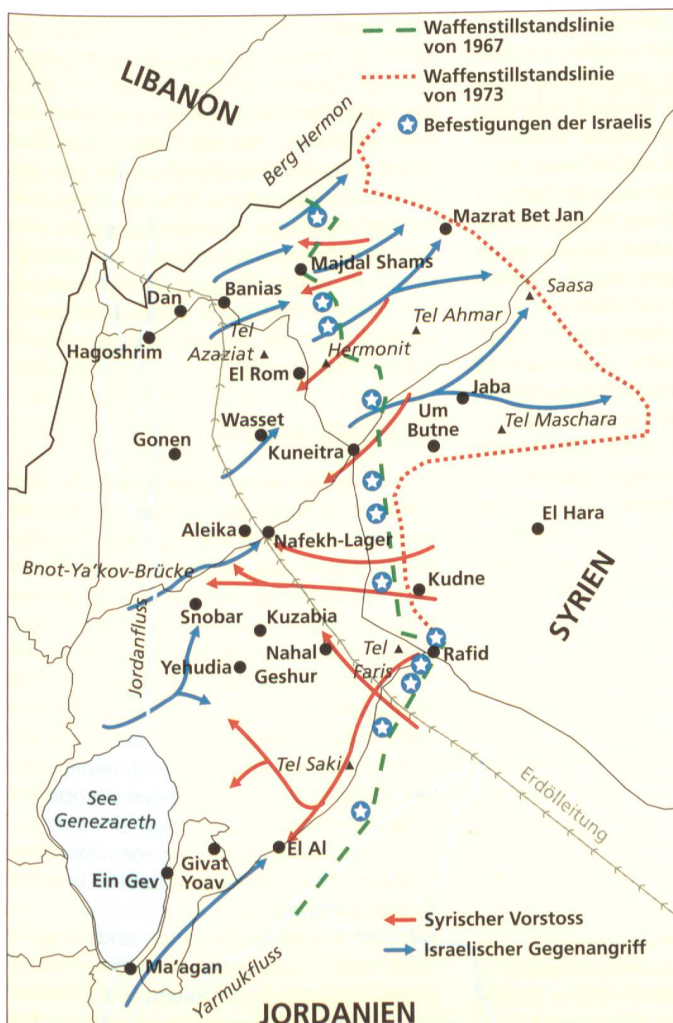 Waffenstillstandslinie
von 1967
Waffenstillstandslinie
von 1973
Befestigungen der Israelis
LIBANON
Berg Hermon
Mazrat Bet Jan
Majdal Shams
Saasa
Banias
Dan
Tel
Azaziat
Tel Ahmar
Hagoshrim
Hermonit
El Rom
Jaba
Wasset
Um
Butne
Tel Maschara
Gonen
Kuneitra
El Hara
Aleika
Nafekh-Lager
Bnot-Ya'kov-Brücke
Kudne
SYRIEN
Snobar
Kuzabia
Jordanfluss
Nahal
Geshur
Tel
Faris
Rafid
Yehudia
Tel Saki
Erdölleitung
See
Genezareth
El Al
Givat
Yoav
Ein Gev
Syrischer Vorstoss
Israelischer Gegenangriff
Ma'agan
Yarmukfluss
JORDANIEN